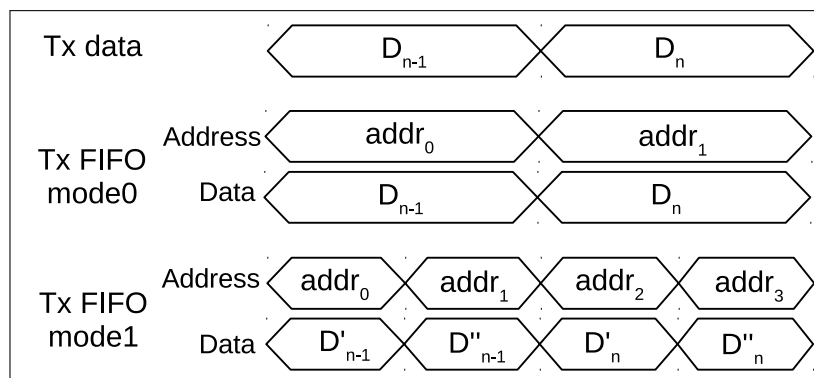 Tx data D_n-1 D_n
Address addr_0 addr_1
Tx FIFO mode0
Data D_n-1 D_n
Address addr_0 addr_1 addr_2 addr_3
Tx FIFO mode1
Data D'_n-1 D''_n-1 D'_n D''_n